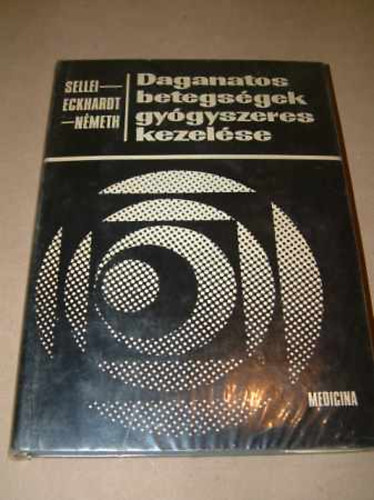 SELLEI—
ECKHARDT
—NÉMETH
Daganatos
betegségek
gyógyszeres
kezelése
MEDICINA